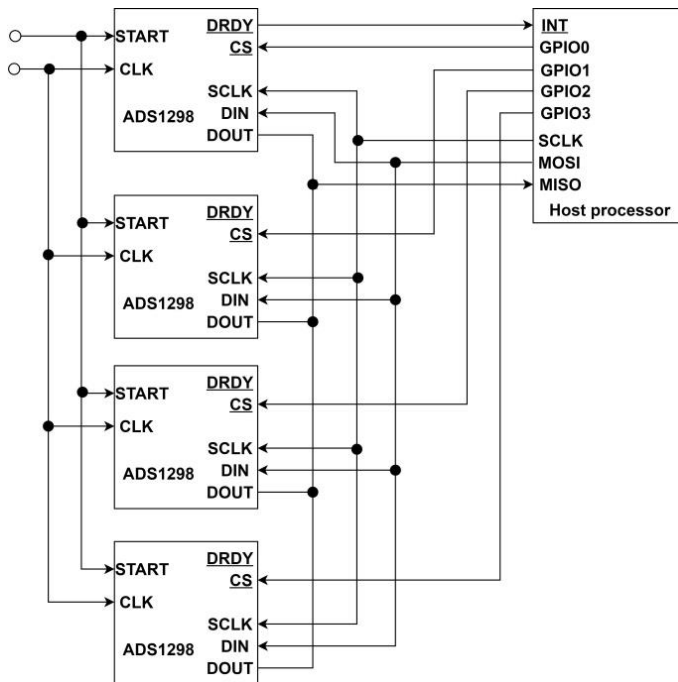 START
CLK
ADS1298
DRDY
CS
SCLK
DIN
DOUT
INT
GPIO0
GPIO1
GPIO2
GPIO3
SCLK
MOSI
MISO
Host processor
START
CLK
ADS1298
DRDY
CS
SCLK
DIN
DOUT
START
CLK
ADS1298
DRDY
CS
SCLK
DIN
DOUT
START
CLK
ADS1298
DRDY
CS
SCLK
DIN
DOUT